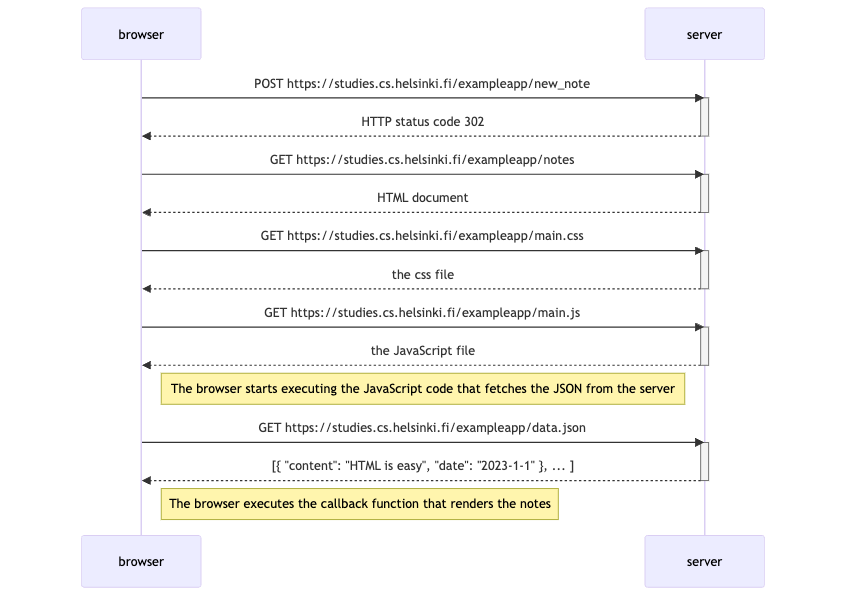 browser
server
POST https://studies.cs.helsinki.fi/exampleapp/new_note
HTTP status code 302
GET https://studies.cs.helsinki.fi/exampleapp/notes
HTML document
GET https://studies.cs.helsinki.fi/exampleapp/main.css
the css file
GET https://studies.cs.helsinki.fi/exampleapp/main.js
the JavaScript file
The browser starts executing the JavaScript code that fetches the JSON from the server
GET https://studies.cs.helsinki.fi/exampleapp/data.json
[{ "content": "HTML is easy", "date": "2023-1-1" }, ... ]
The browser executes the callback function that renders the notes
browser
server